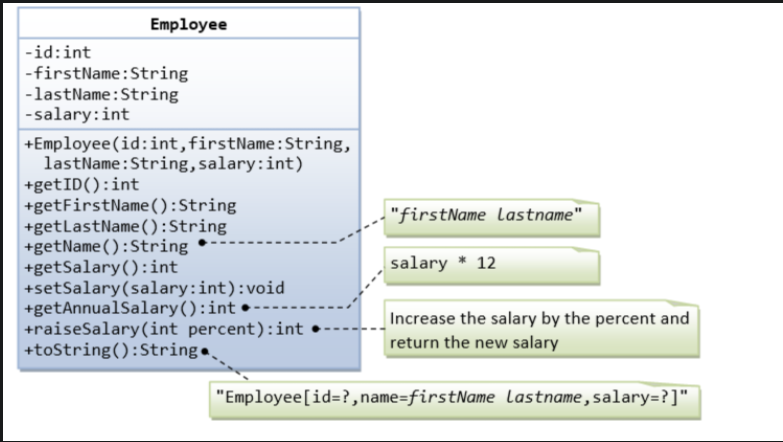 Employee
-id:int
-firstName:String
-lastName:String
-salary:int
+Employee(id:int,firstName:String,
lastName:String,salary:int)
+getID():int
+getFirstName():String
+getLastName():String
+getName():String
+getSalary():int
+setSalary(salary:int):void
+getAnnualSalary():int
+raiseSalary(int percent):int
+toString():String
"firstName lastname"
salary * 12
Increase the salary by the percent and
return the new salary
"Employee[id=?,name=firstName lastname,salary=?]"